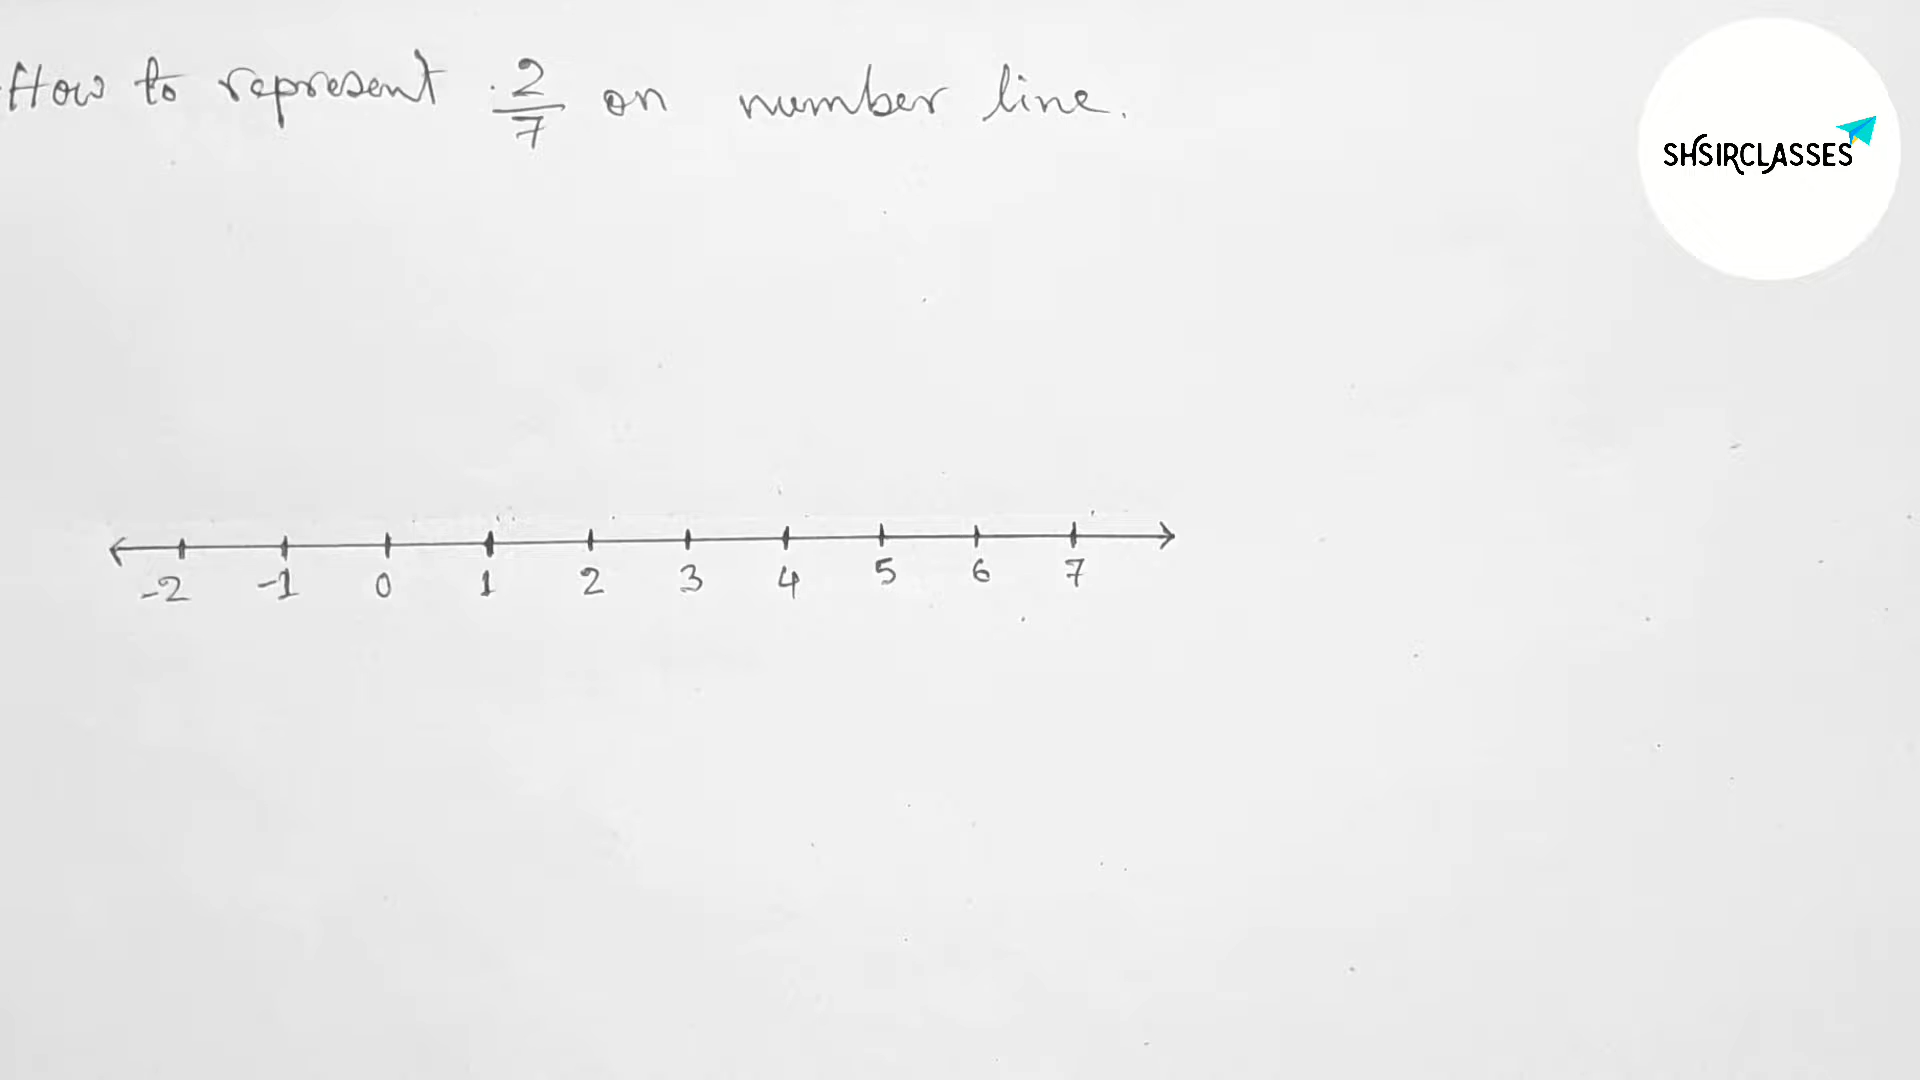 How to represent 2/7 on number line.
SHSIRCLASSES
-2 -1 0 1 2 3 4 5 6 7